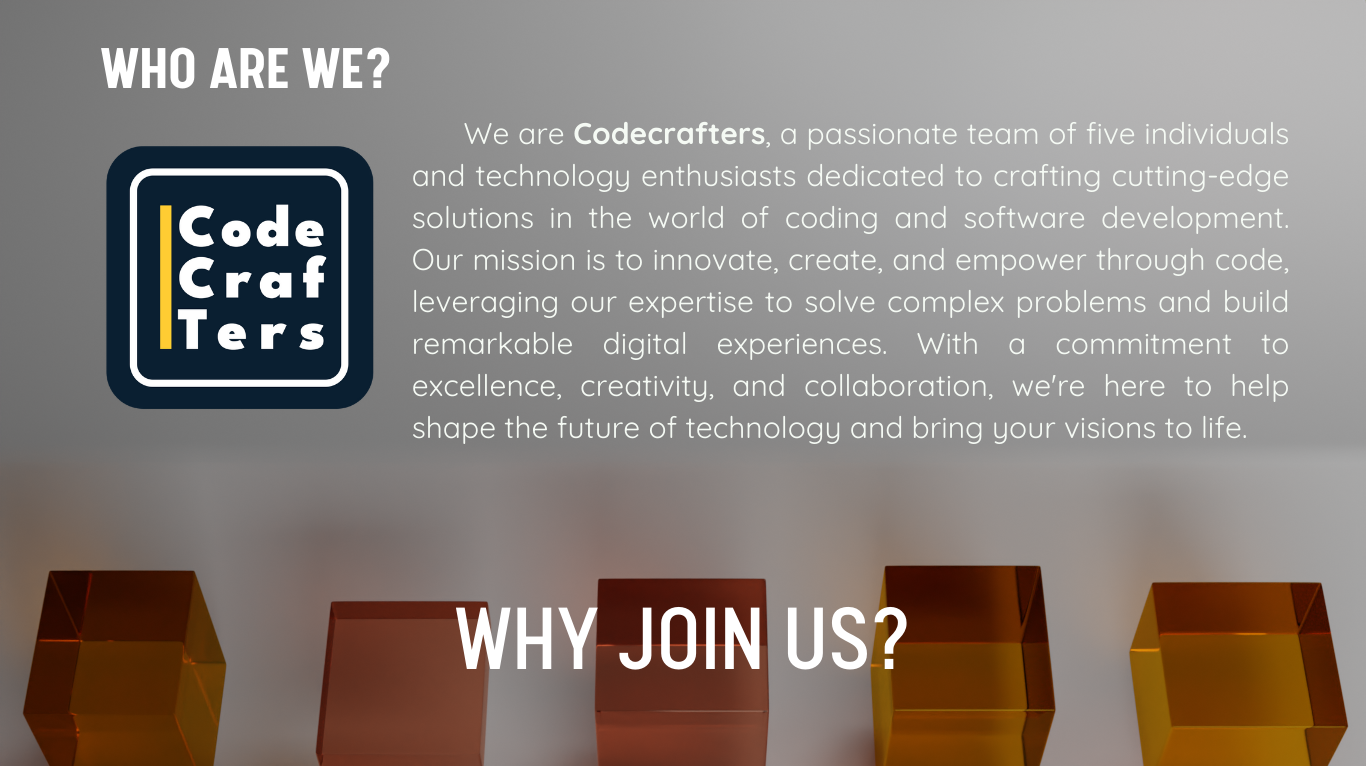 WHO ARE WE?
Code
Craf
Ters
We are Codecrafters, a passionate team of five individuals
and technology enthusiasts dedicated to crafting cutting-edge
solutions in the world of coding and software development.
Our mission is to innovate, create, and empower through code,
leveraging our expertise to solve complex problems and build
remarkable digital experiences. With a commitment to
excellence, creativity, and collaboration, we're here to help
shape the future of technology and bring your visions to life.
WHY JOIN US?